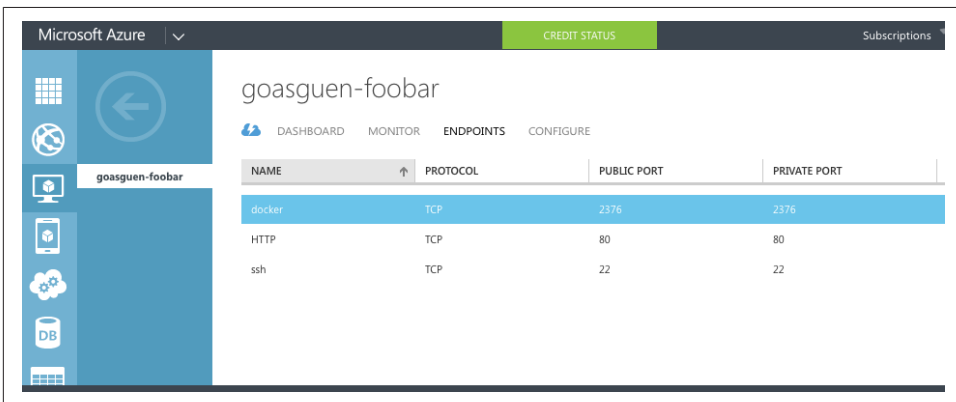 Microsoft Azure
CREDIT STATUS
Subscriptions
goasguen-foobar
DASHBOARD MONITOR ENDPOINTS CONFIGURE
goasguen-foobar
NAME PROTOCOL PUBLIC PORT PRIVATE PORT
docker TCP 2376 2376
HTTP TCP 80 80
ssh TCP 22 22
DB